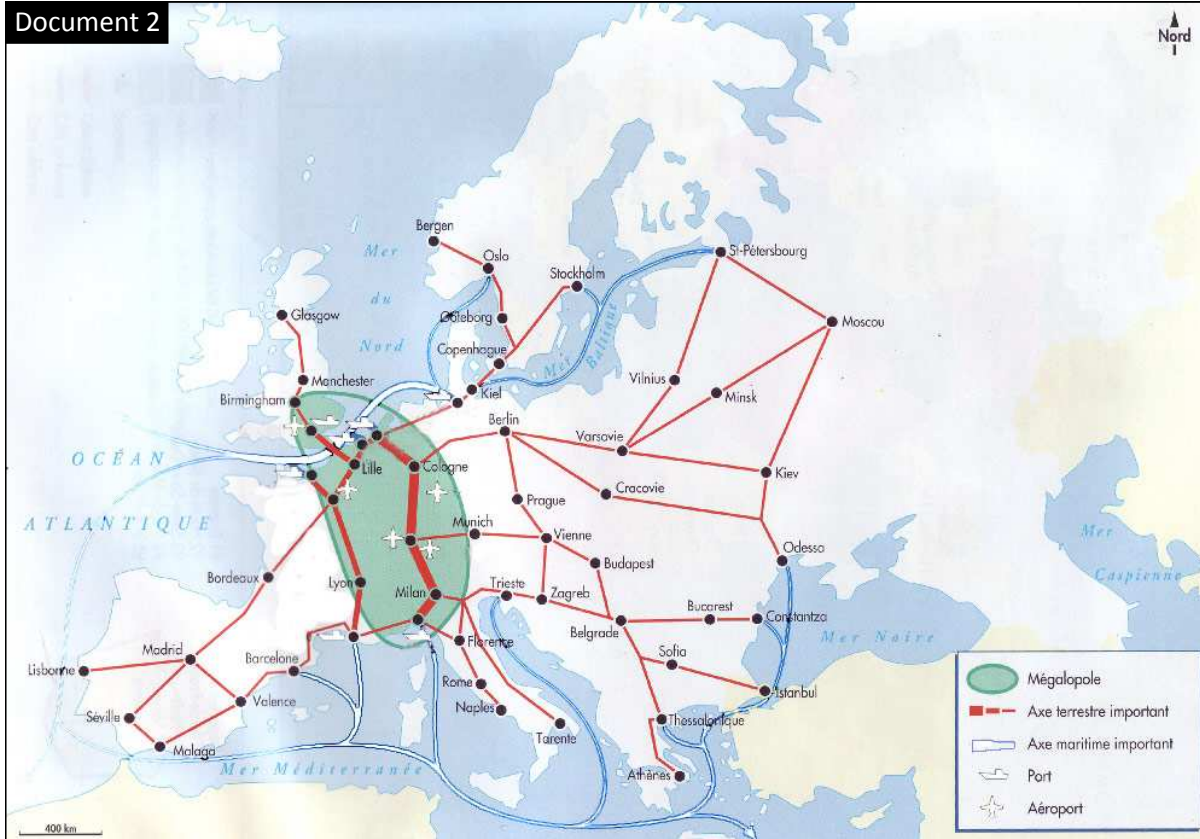 Document 2
Nord
Bergen
Oslo
St-Pétersbourg
Mer
du
Nord
Stockholm
Göteborg
Glasgow
Moscou
Mer
Baltique
Copenhague
Kiel
Vilnius
Minsk
Manchester
Birmingham
Berlin
Varsovie
OCÉAN
ATLANTIQUE
Lille
Cologne
Kiev
Cracovie
Prague
Munich
Vienne
Odessa
Mer
Caspienne
Budapest
Bordeaux
Lyon
Milan
Trieste
Zagreb
Belgrade
Bucarest
Constantza
Mer Noire
Florence
Sofia
Madrid
Barcelone
Lisbonne
Rome
Istanbul
Valence
Naples
Séville
Thessalonique
Tarente
Malaga
Mer Méditerranée
Athènes
Mégalopole
Axe terrestre important
Axe maritime important
Port
Aéroport
400 km